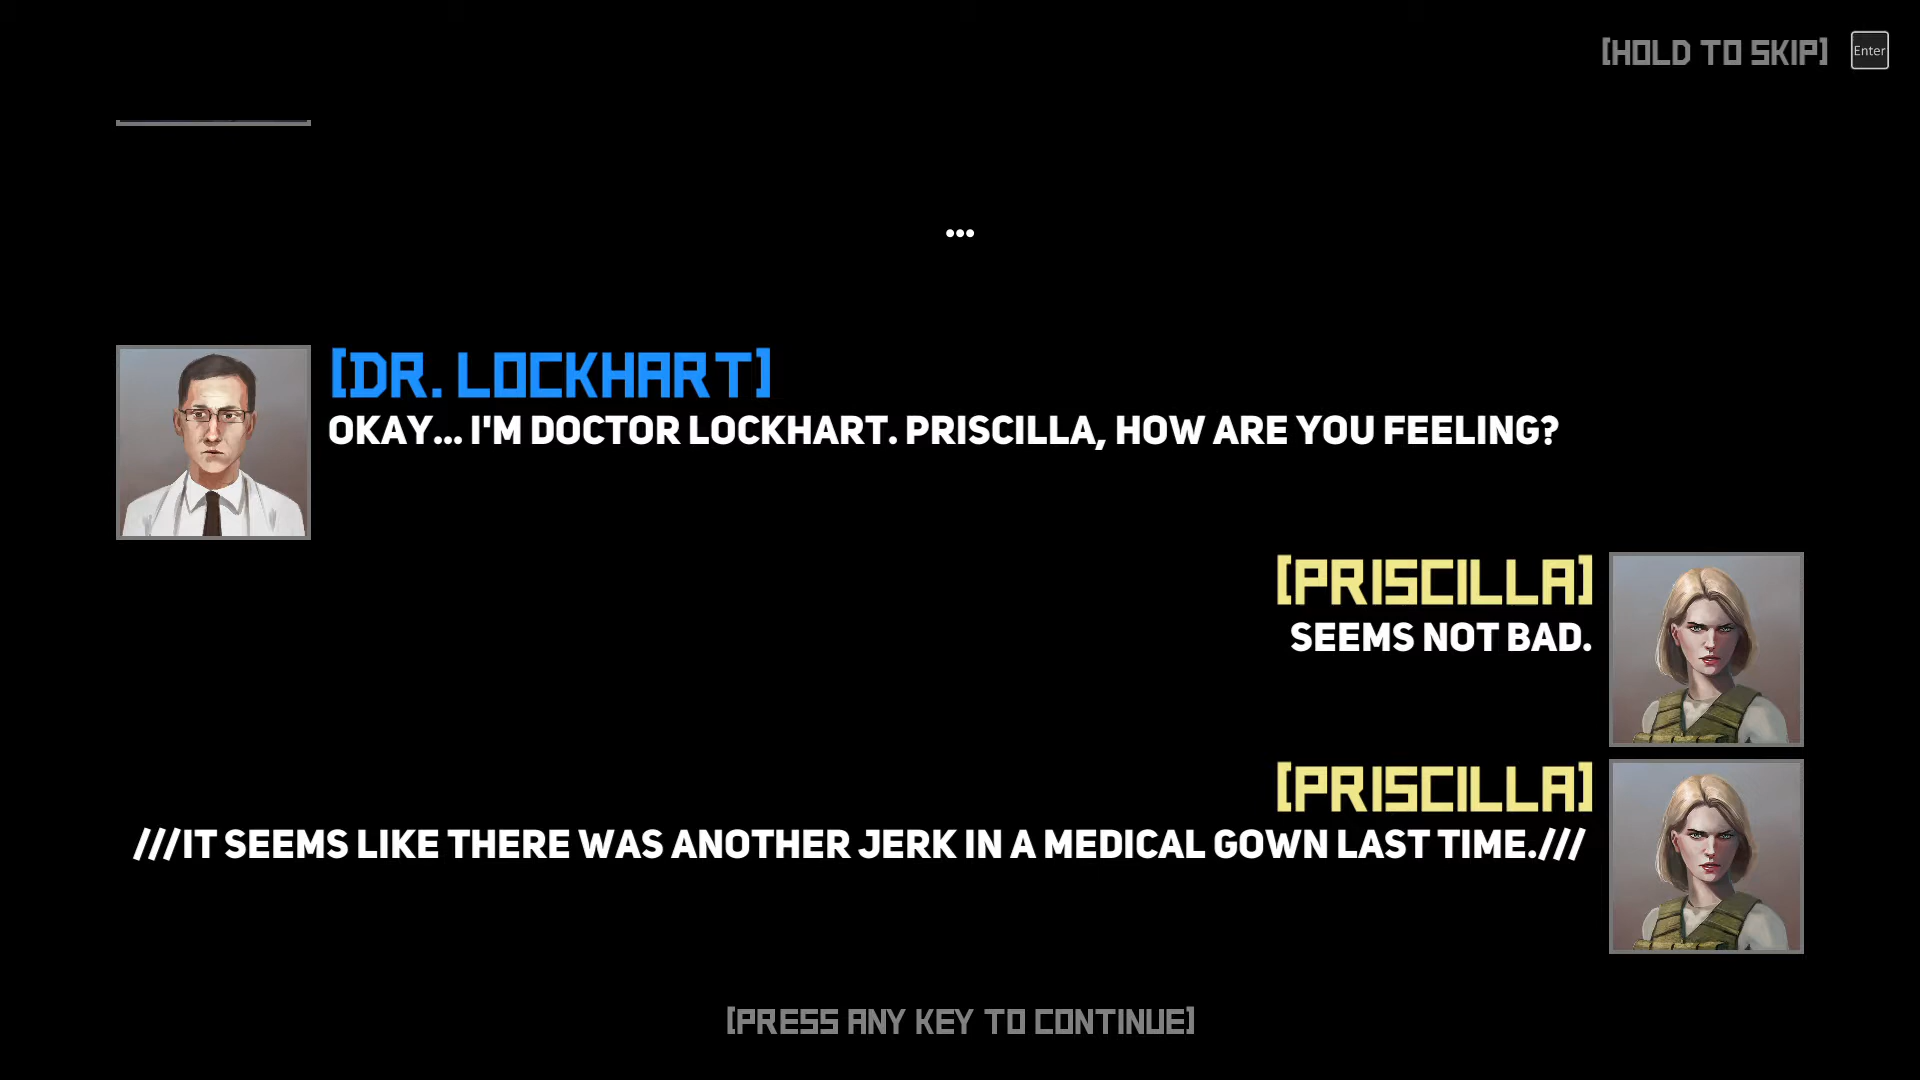 [HOLD TO SKIP] Enter
...
[DR. LOCKHART]
OKAY... I'M DOCTOR LOCKHART. PRISCILLA, HOW ARE YOU FEELING?
[PRISCILLA]
SEEMS NOT BAD.
[PRISCILLA]
///IT SEEMS LIKE THERE WAS ANOTHER JERK IN A MEDICAL GOWN LAST TIME.///
[PRESS ANY KEY TO CONTINUE]